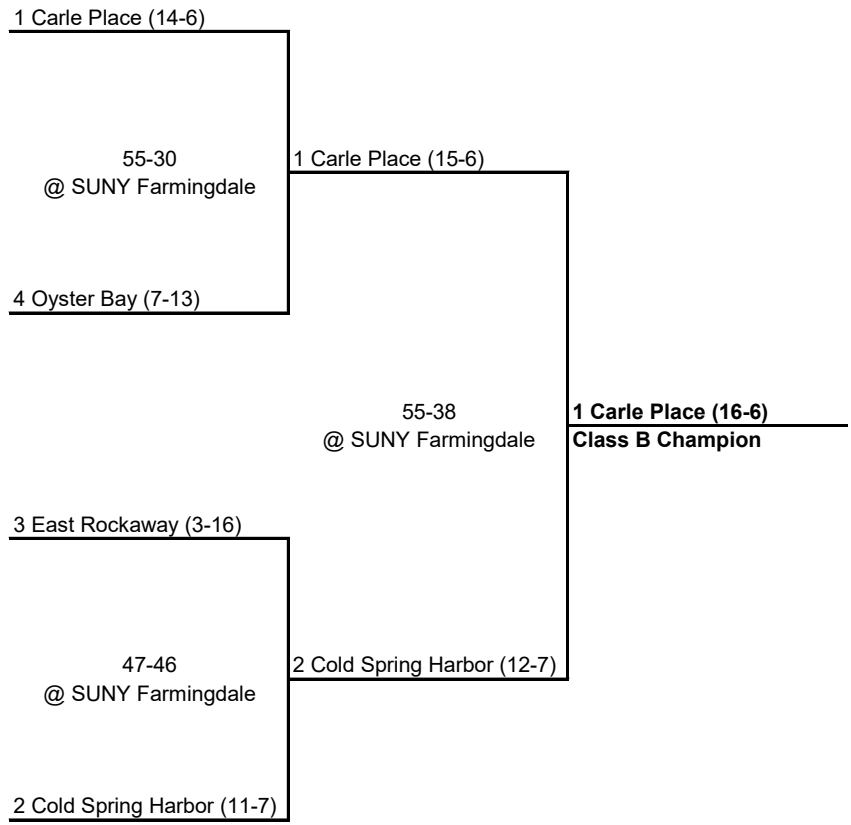 1 Carle Place (14-6)
55-30
@ SUNY Farmingdale
1 Carle Place (15-6)
4 Oyster Bay (7-13)
55-38
@ SUNY Farmingdale
1 Carle Place (16-6)
Class B Champion
3 East Rockaway (3-16)
47-46
@ SUNY Farmingdale
2 Cold Spring Harbor (12-7)
2 Cold Spring Harbor (11-7)